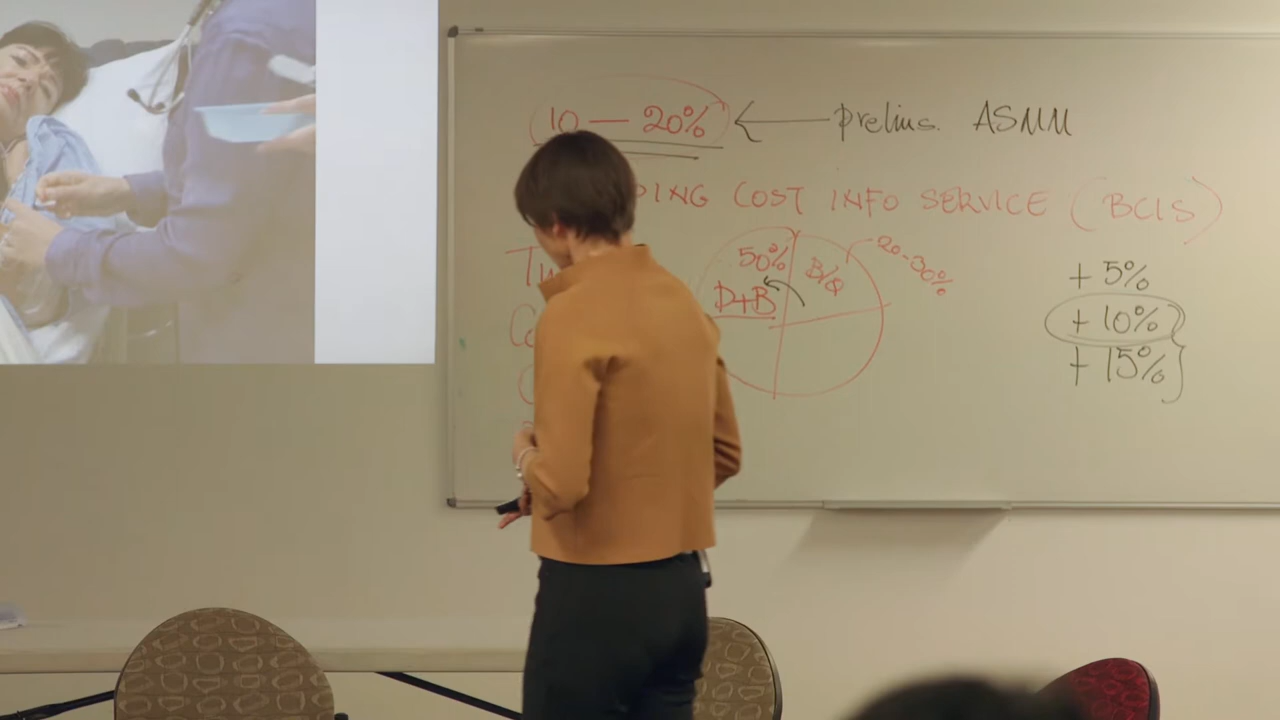 10 — 20% ← prelims. ASMM
DING COST INFO SERVICE (BCIS)
50%
B/Q
20-30%
D+B
+ 5%
+ 10%
+ 15%